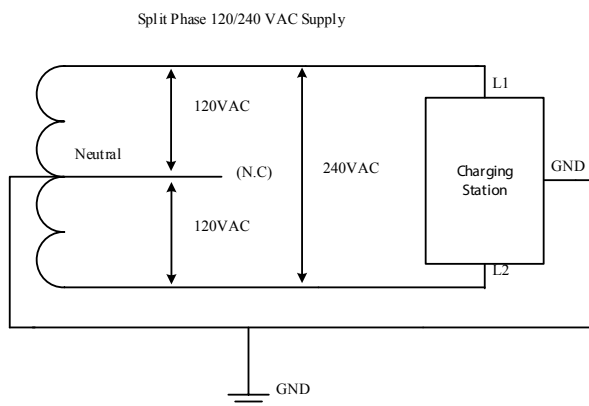 Split Phase 120/240 VAC Supply
L1
120VAC
Neutral
(N.C)
240VAC
Charging
Station
GND
120VAC
L2
GND